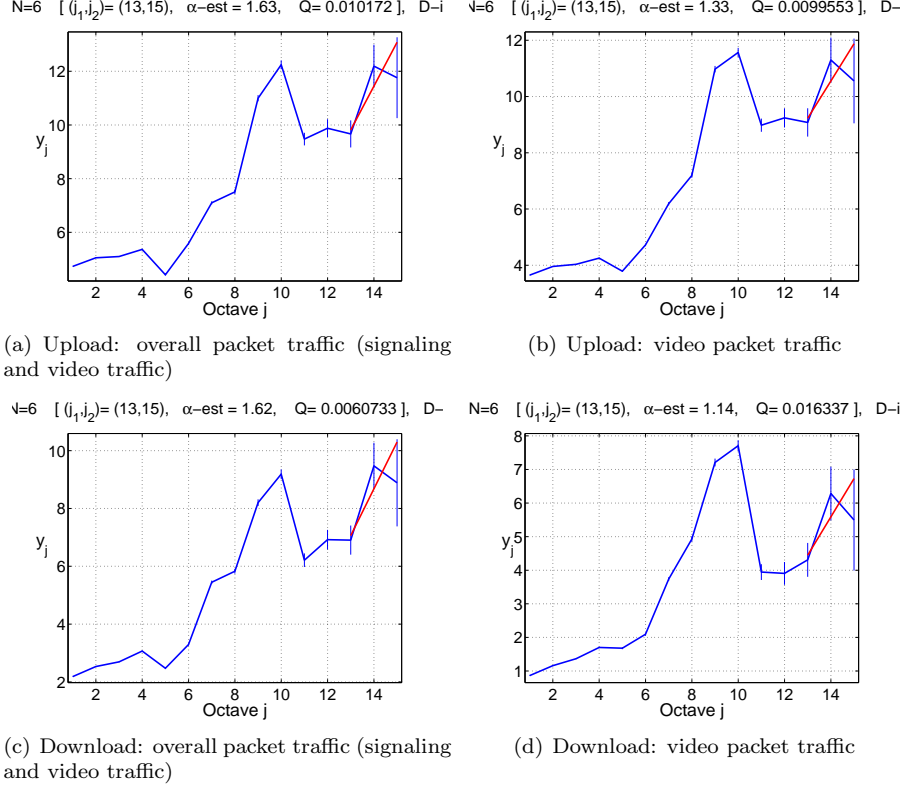 N=6 [ (j1,j2)= (13,15), α−est = 1.63, Q= 0.010172 ], D−i
12
10
8
6
yj
2 4 6 8 10 12 14
Octave j
(a) Upload: overall packet traffic (signaling
and video traffic)
N=6 [ (j1,j2)= (13,15), α−est = 1.33, Q= 0.0099553 ], D−
12
10
8
6
4
yj
2 4 6 8 10 12 14
Octave j
(b) Upload: video packet traffic
N=6 [ (j1,j2)= (13,15), α−est = 1.62, Q= 0.0060733 ], D−
10
8
6
4
2
yj
2 4 6 8 10 12 14
Octave j
(c) Download: overall packet traffic (signaling
and video traffic)
N=6 [ (j1,j2)= (13,15), α−est = 1.14, Q= 0.016337 ], D−i
8
7
6
5
4
3
2
1
yj
2 4 6 8 10 12 14
Octave j
(d) Download: video packet traffic